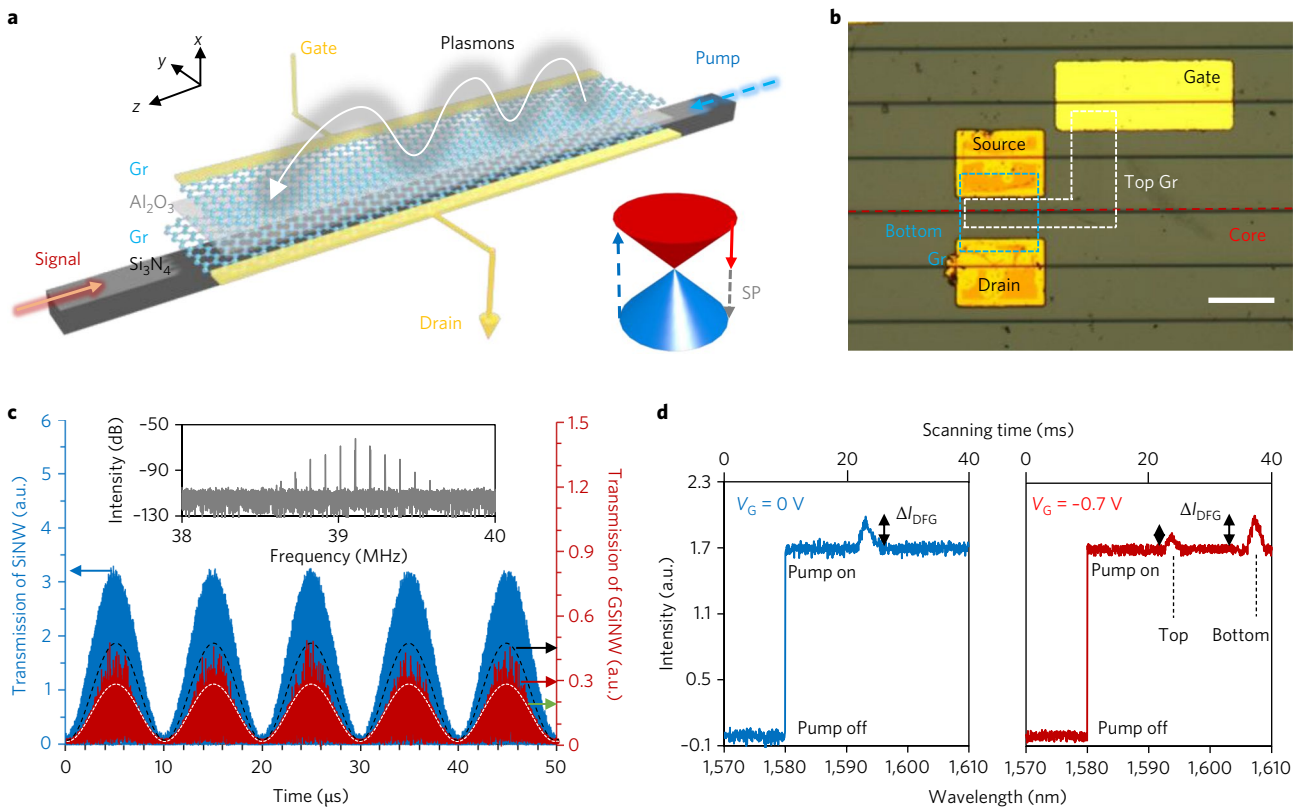 a
x
y
z
Gate
Plasmons
Pump
Gr
Al2O3
Gr
Si3N4
Signal
Drain
SP
b
Gate
Source
Top Gr
Bottom
Gr
Core
Drain
c
Transmission of SiNW (a.u.)
6
5
4
3
2
1
0
Intensity (dB)
−50
−90
−130
38
39
40
Frequency (MHz)
1.5
1.2
0.9
0.6
0.3
0
Transmission of GSiNW (a.u.)
0
10
20
30
40
50
Time (µs)
d
Scanning time (ms)
0
20
40
0
20
40
Intensity (a.u.)
2.3
1.7
1.1
0.5
−0.1
VG = 0 V
ΔIDFG
Pump on
Pump off
VG = −0.7 V
ΔIDFG
Pump on
Top
Bottom
Pump off
1,570
1,580
1,590
1,600
1,610
1,570
1,580
1,590
1,600
1,610
Wavelength (nm)